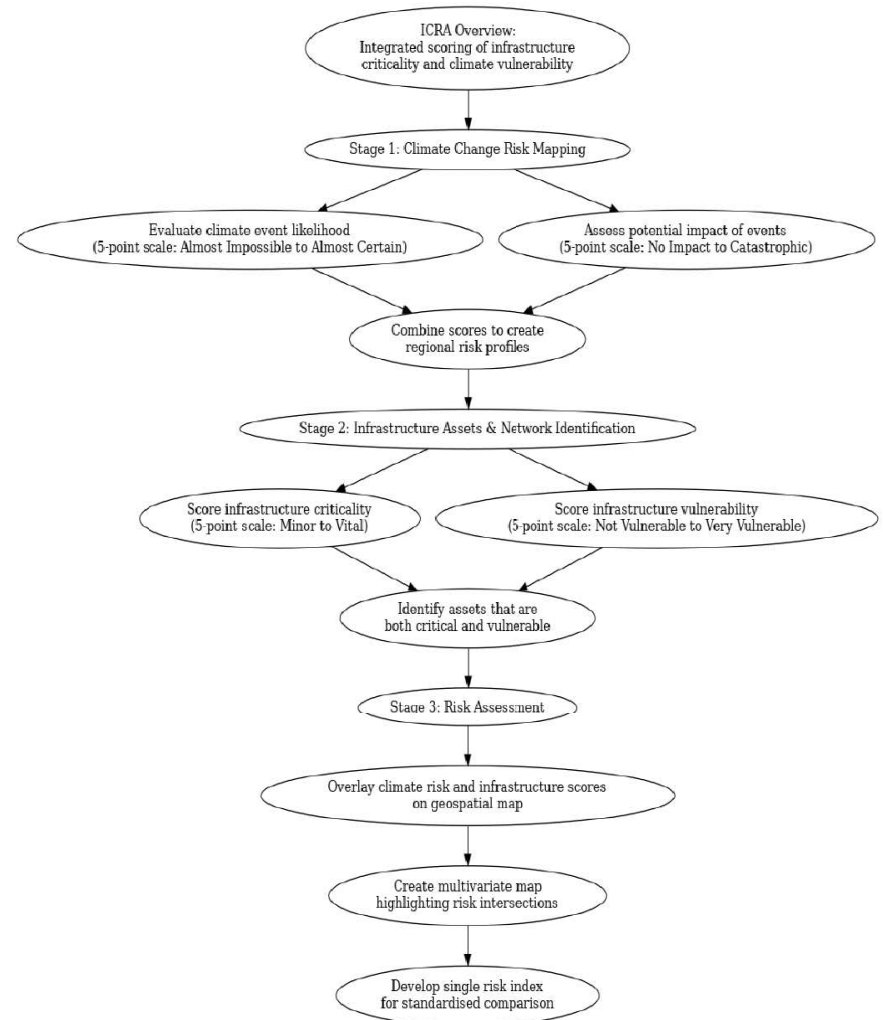 ICRA Overview:
Integrated scoring of infrastructure
criticality and climate vulnerability
Stage 1: Climate Change Risk Mapping
Evaluate climate event likelihood
(5-point scale: Almost Impossible to Almost Certain)
Assess potential impact of events
(5-point scale: No Impact to Catastrophic)
Combine scores to create
regional risk profiles
Stage 2: Infrastructure Assets & Network Identification
Score infrastructure criticality
(5-point scale: Minor to Vital)
Score infrastructure vulnerability
(5-point scale: Not Vulnerable to Very Vulnerable)
Identify assets that are
both critical and vulnerable
Stage 3: Risk Assessment
Overlay climate risk and infrastructure scores
on geospatial map
Create multivariate map
highlighting risk intersections
Develop single risk index
for standardised comparison